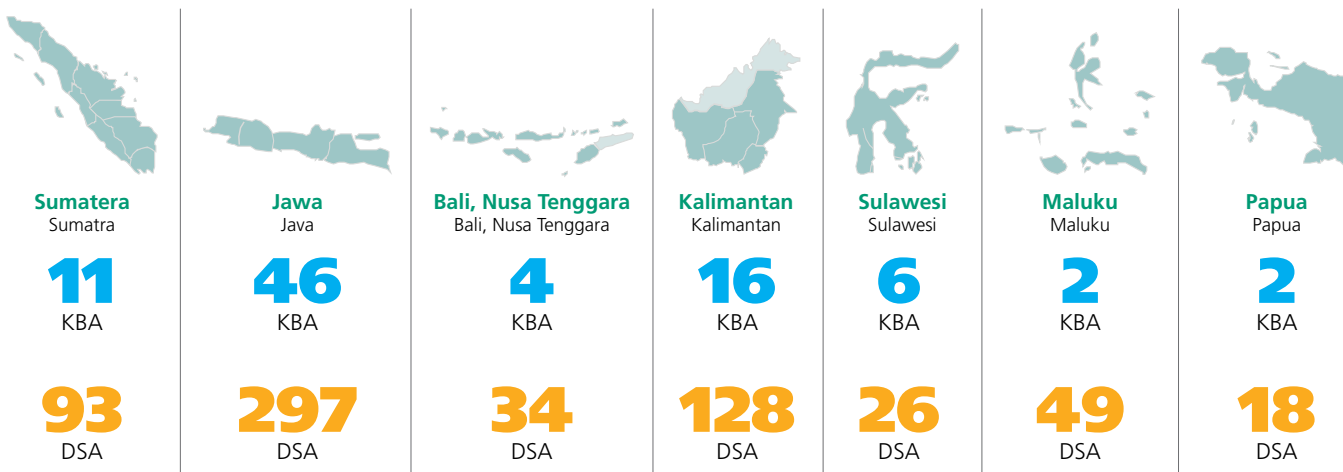 Sumatera
Sumatra
11
KBA
93
DSA
Jawa
Java
46
KBA
297
DSA
Bali, Nusa Tenggara
Bali, Nusa Tenggara
4
KBA
34
DSA
Kalimantan
Kalimantan
16
KBA
128
DSA
Sulawesi
Sulawesi
6
KBA
26
DSA
Maluku
Maluku
2
KBA
49
DSA
Papua
Papua
2
KBA
18
DSA